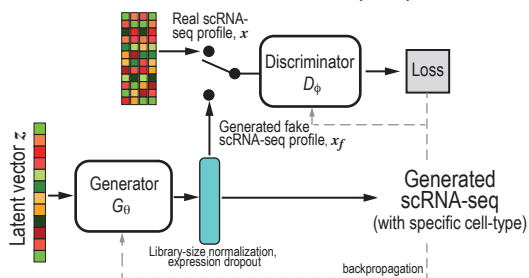 Real scRNA-
seq profile, x
Discriminator
Dϕ
Loss
Generated fake
scRNA-seq profile, xf
Latent vector z
Generator
Gθ
Generated
scRNA-seq
(with specific cell-type)
Library-size normalization,
expression dropout
backpropagation